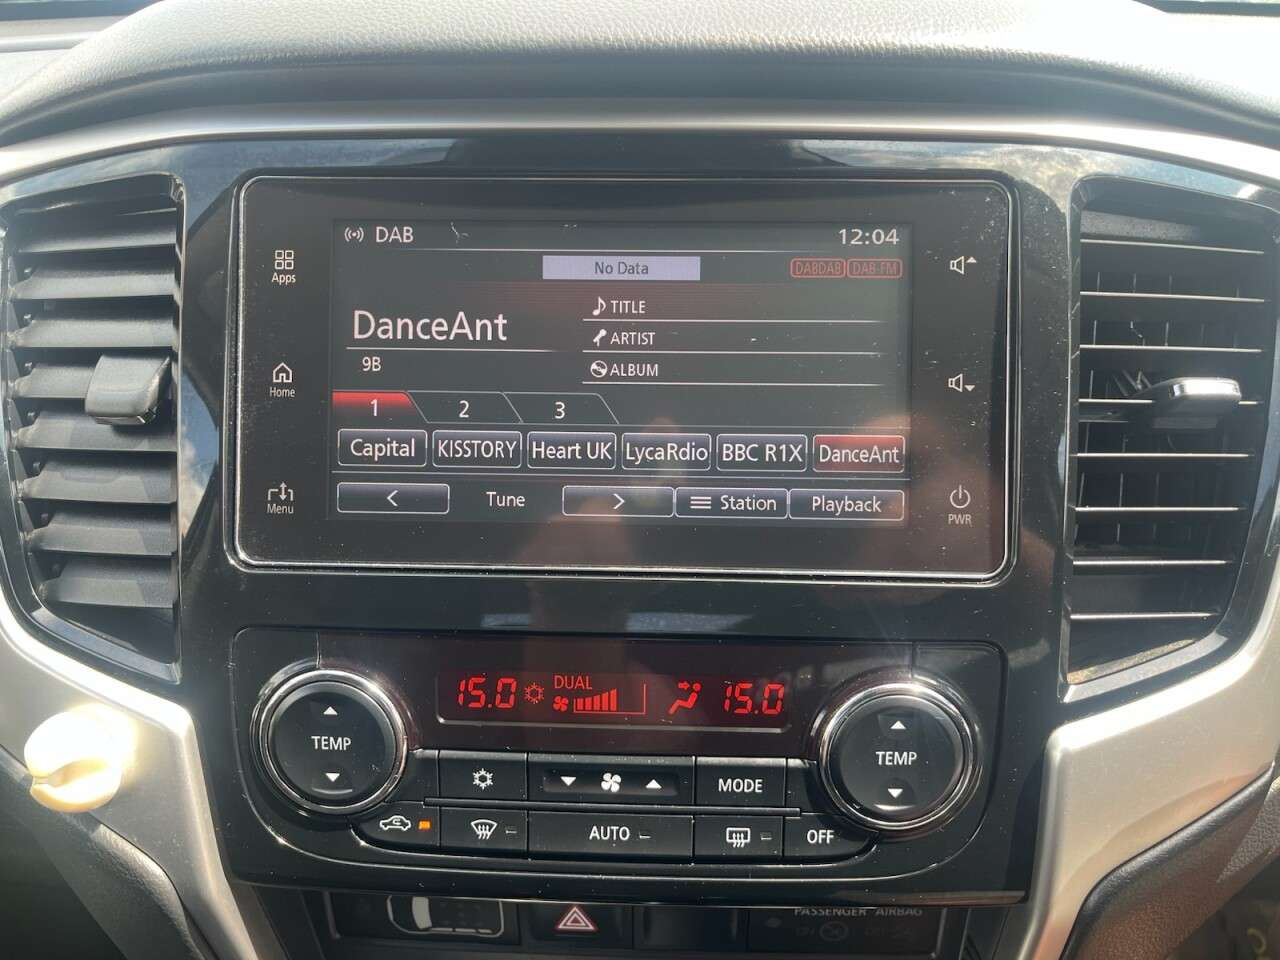 DAB 12:04
No Data DABDAB DAB-FM
Apps
TITLE
DanceAnt
ARTIST
9B
ALBUM
Home
1 2 3
Capital KISSTORY Heart UK LycaRdio BBC R1X DanceAnt
< Tune > Station Playback
Menu
PWR
15.0 DUAL 15.0
TEMP TEMP
MODE
AUTO OFF
PASSENGER AIRBAG